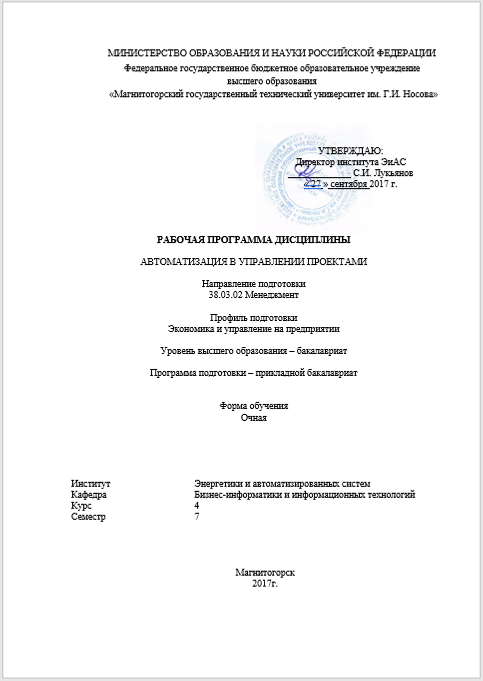 МИНИСТЕРСТВО ОБРАЗОВАНИЯ И НАУКИ РОССИЙСКОЙ ФЕДЕРАЦИИ
Федеральное государственное бюджетное образовательное учреждение
высшего образования
«Магнитогорский государственный технический университет им. Г.И. Носова»
УТВЕРЖДАЮ:
Директор института ЭиАС
С.И. Лукьянов
« 27 » сентября 2017 г.
РАБОЧАЯ ПРОГРАММА ДИСЦИПЛИНЫ
АВТОМАТИЗАЦИЯ В УПРАВЛЕНИИ ПРОЕКТАМИ
Направление подготовки
38.03.02 Менеджмент
Профиль подготовки
Экономика и управление на предприятии
Уровень высшего образования – бакалавриат
Программа подготовки – прикладной бакалавриат
Форма обучения
Очная
Институт Энергетики и автоматизированных систем
Кафедра Бизнес-информатики и информационных технологий
Курс 4
Семестр 7
Магнитогорск
2017г.